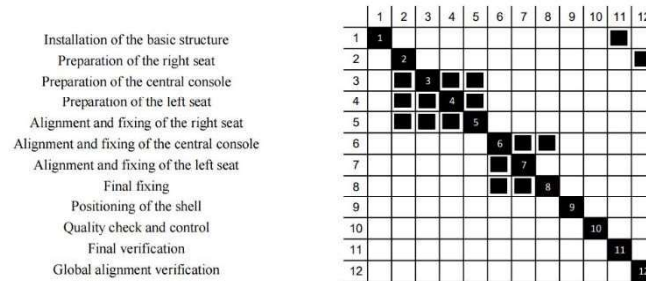 1 2 3 4 5 6 7 8 9 10 11 12
Installation of the basic structure 1 1
Preparation of the right seat 2 2
Preparation of the central console 3 3
Preparation of the left seat 4 4
Alignment and fixing of the right seat 5 5
Alignment and fixing of the central console 6 6
Alignment and fixing of the left seat 7 7
Final fixing 8 8
Positioning of the shell 9 9
Quality check and control 10 10
Final verification 11 11
Global alignment verification 12 12